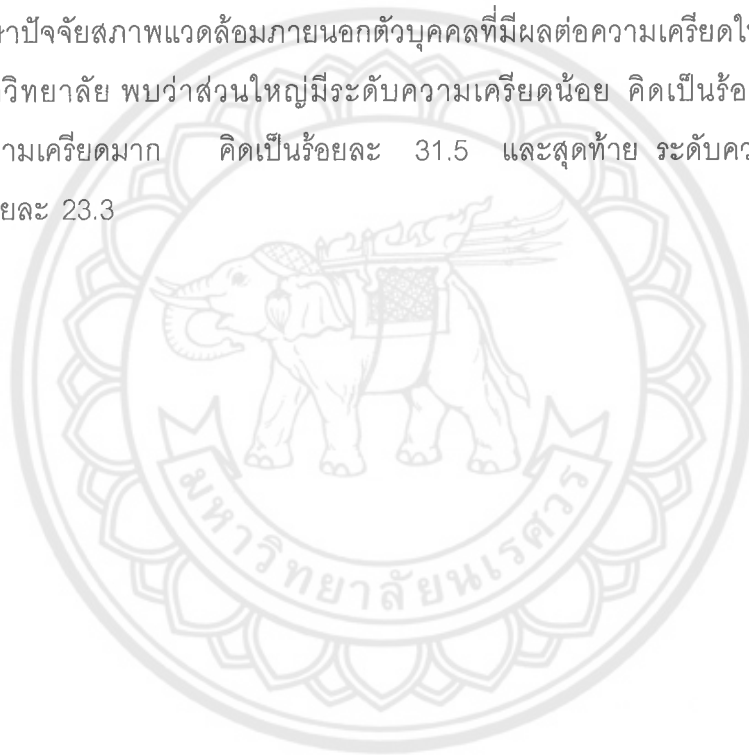 ษาปัจจัยสภาพแวดล้อมภายนอกตัวบุคคลที่มีผลต่อความเครียดใน
วิทยาลัย พบว่าส่วนใหญ่มีระดับความเครียดน้อย คิดเป็นร้อ
ามเครียดมาก คิดเป็นร้อยละ 31.5 และสุดท้าย ระดับคว
ยละ 23.3
มหาวิทยาลัยนเรศวร